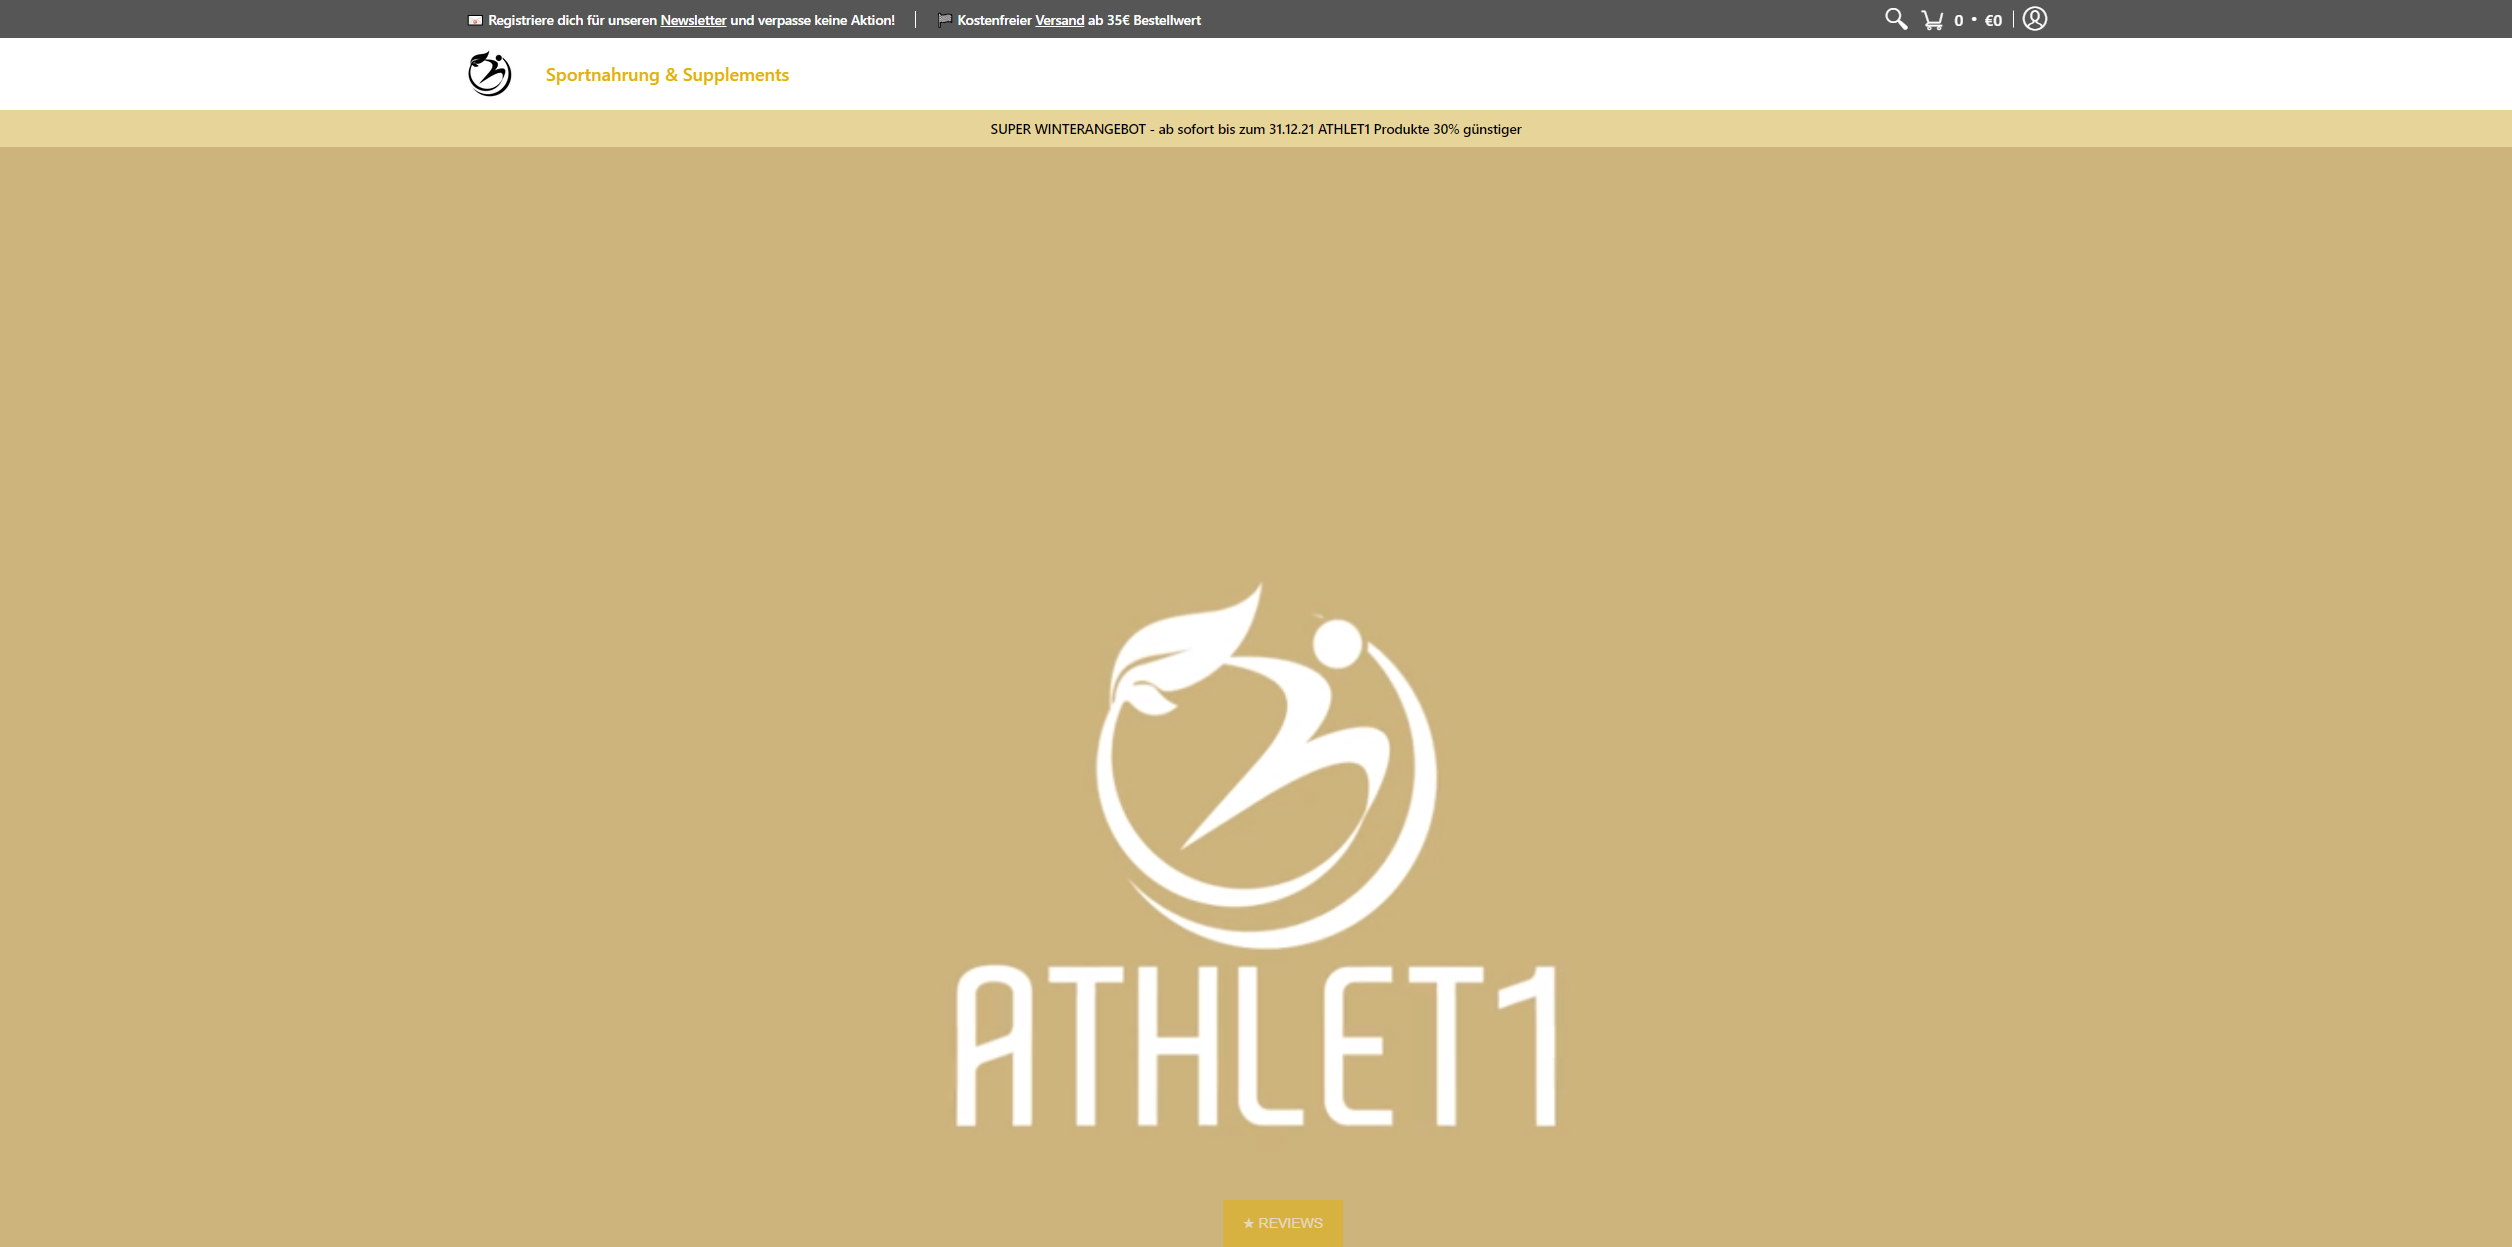 Registriere dich für unseren Newsletter und verpasse keine Aktion!
Kostenfreier Versand ab 35€ Bestellwert
0 • €0
Sportnahrung & Supplements
SUPER WINTERANGEBOT - ab sofort bis zum 31.12.21 ATHLET1 Produkte 30% günstiger
ATHLET1
★ REVIEWS